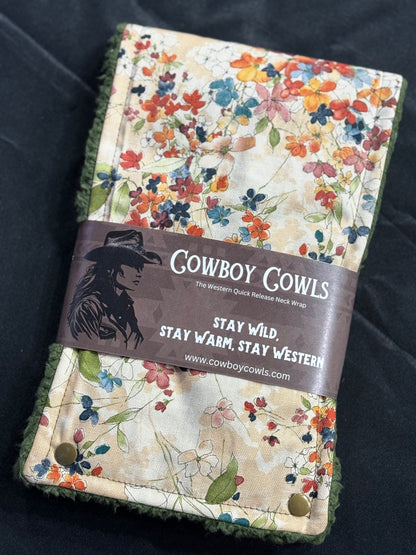 Cowboy Cowls
The Western Quick Release Neck Wrap
Stay Wild,
Stay Warm, Stay Western
www.cowboycowls.com